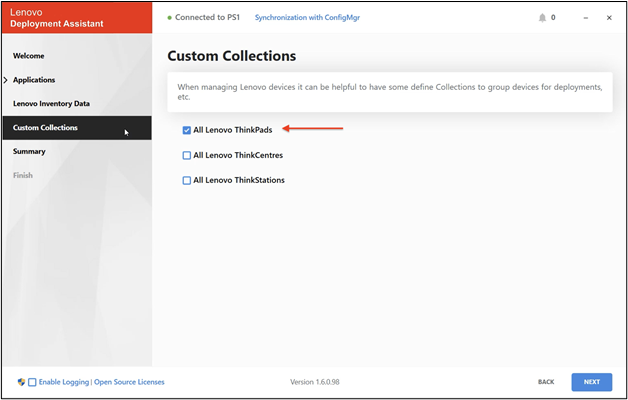 Lenovo
Deployment Assistant
Connected to PS1
Synchronization with ConfigMgr
0
Welcome
Applications
Lenovo Inventory Data
Custom Collections
Summary
Finish
Custom Collections
When managing Lenovo devices it can be helpful to have some define Collections to group devices for deployments,
etc.
All Lenovo ThinkPads
All Lenovo ThinkCentres
All Lenovo ThinkStations
Enable Logging | Open Source Licenses
Version 1.6.0.98
BACK
NEXT